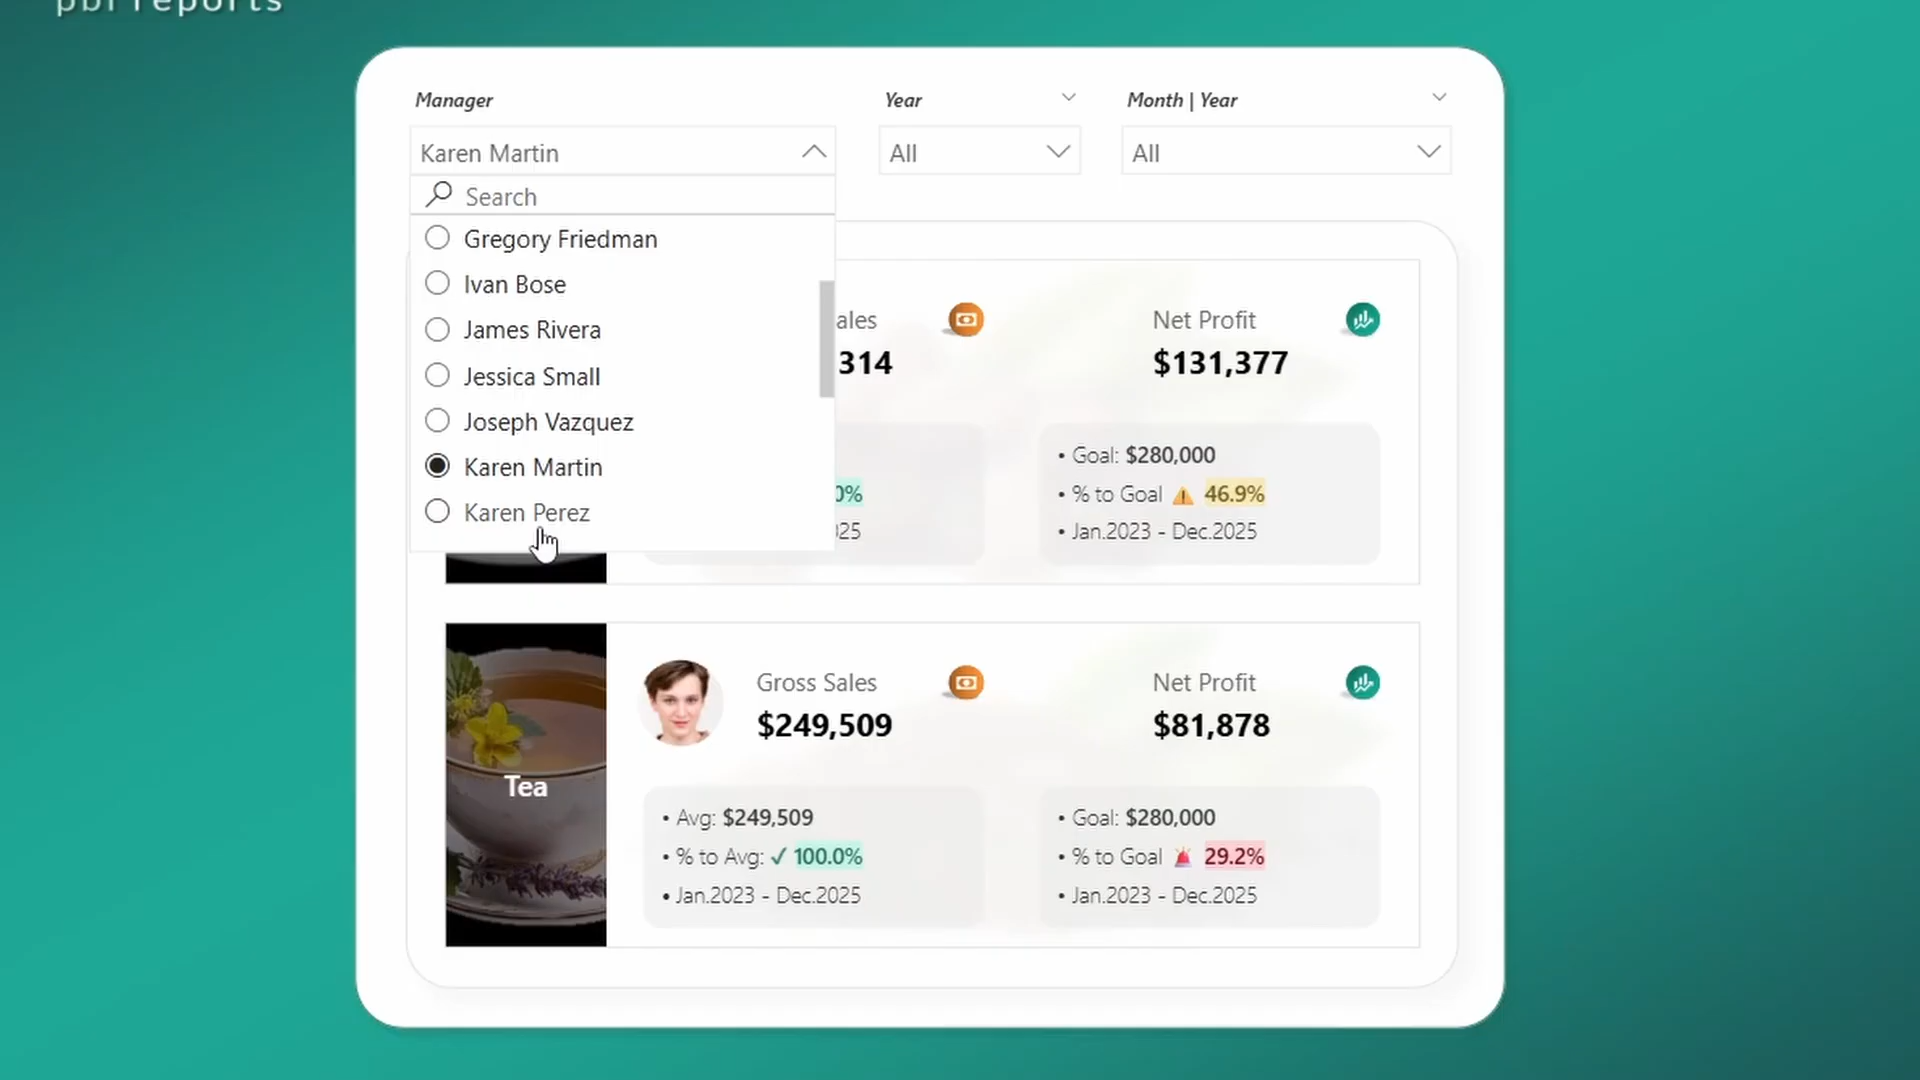 pbi reports
Manager
Year
Month | Year
Karen Martin
All
All
Search
Gregory Friedman
Ivan Bose
James Rivera
Jessica Small
Joseph Vazquez
Karen Martin
Karen Perez
ales
314
Net Profit
$131,377
0%
025
• Goal: $280,000
• % to Goal ⚠ 46.9%
• Jan.2023 - Dec.2025
Tea
Gross Sales
$249,509
Net Profit
$81,878
• Avg: $249,509
• % to Avg: ✓ 100.0%
• Jan.2023 - Dec.2025
• Goal: $280,000
• % to Goal 🚨 29.2%
• Jan.2023 - Dec.2025